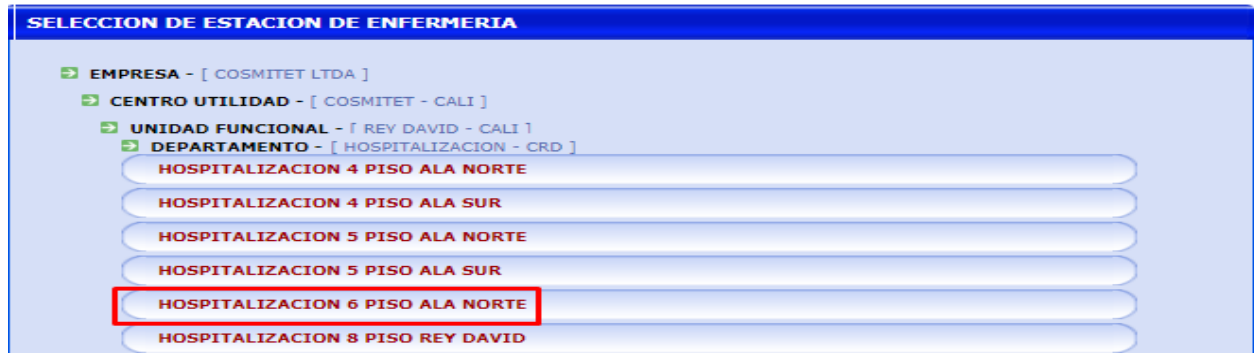 SELECCION DE ESTACION DE ENFERMERIA
EMPRESA - [ COSMITET LTDA ]
CENTRO UTILIDAD - [ COSMITET - CALI ]
UNIDAD FUNCIONAL - [ REY DAVID - CALI ]
DEPARTAMENTO - [ HOSPITALIZACION - CRD ]
HOSPITALIZACION 4 PISO ALA NORTE
HOSPITALIZACION 4 PISO ALA SUR
HOSPITALIZACION 5 PISO ALA NORTE
HOSPITALIZACION 5 PISO ALA SUR
HOSPITALIZACION 6 PISO ALA NORTE
HOSPITALIZACION 8 PISO REY DAVID